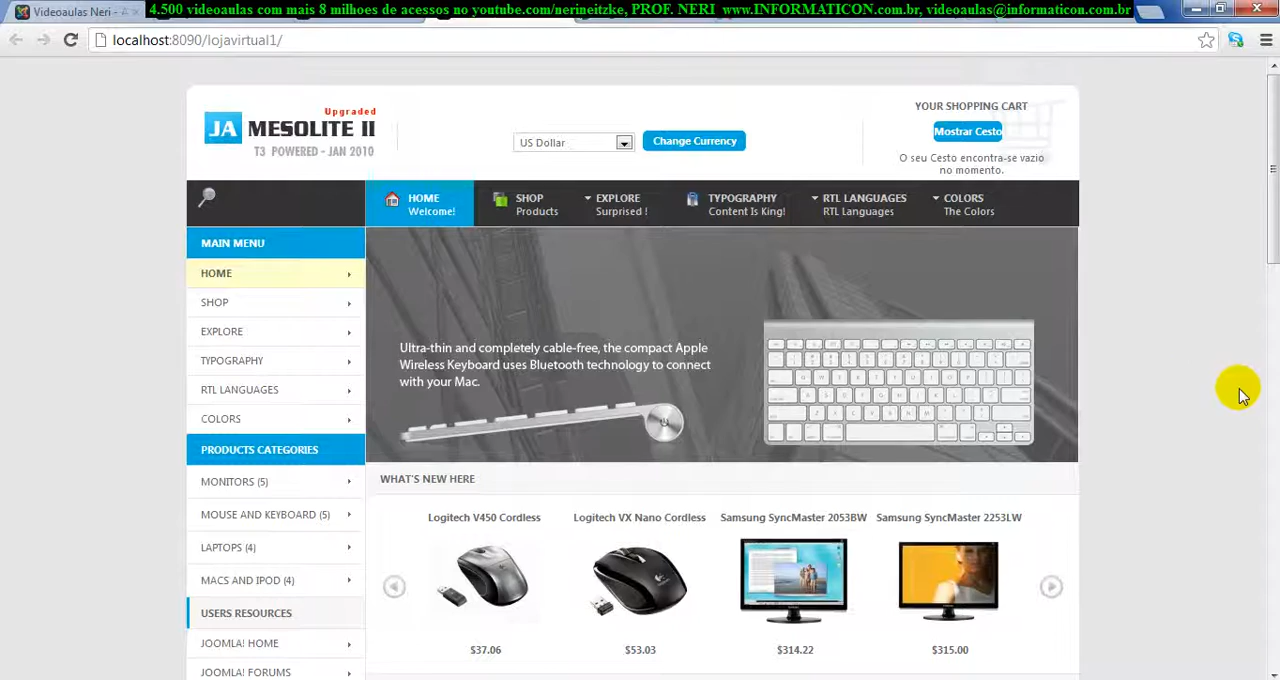 4.500 videoaulas com mais 8 milhoes de acessos no youtube.com/nerineitzke, PROF. NERI www.INFORMATICON.com.br, videoaulas@informaticon.com.br
Videoaulas Neri -
localhost:8090/lojavirtual1/
Upgraded
JA MESOLITE II
T3 POWERED - JAN 2010
US Dollar
Change Currency
YOUR SHOPPING CART
Mostrar Cesto
O seu Cesto encontra-se vazio
no momento.
HOME
Welcome!
SHOP
Products
EXPLORE
Surprised !
TYPOGRAPHY
Content Is King!
RTL LANGUAGES
RTL Languages
COLORS
The Colors
MAIN MENU
HOME
SHOP
EXPLORE
TYPOGRAPHY
RTL LANGUAGES
COLORS
PRODUCTS CATEGORIES
MONITORS (5)
MOUSE AND KEYBOARD (5)
LAPTOPS (4)
MACS AND IPOD (4)
USERS RESOURCES
JOOMLA! HOME
JOOMLA! FORUMS
Ultra-thin and completely cable-free, the compact Apple
Wireless Keyboard uses Bluetooth technology to connect
with your Mac.
WHAT'S NEW HERE
Logitech V450 Cordless
Logitech VX Nano Cordless
Samsung SyncMaster 2053BW
Samsung SyncMaster 2253LW
$37.06
$53.03
$314.22
$315.00